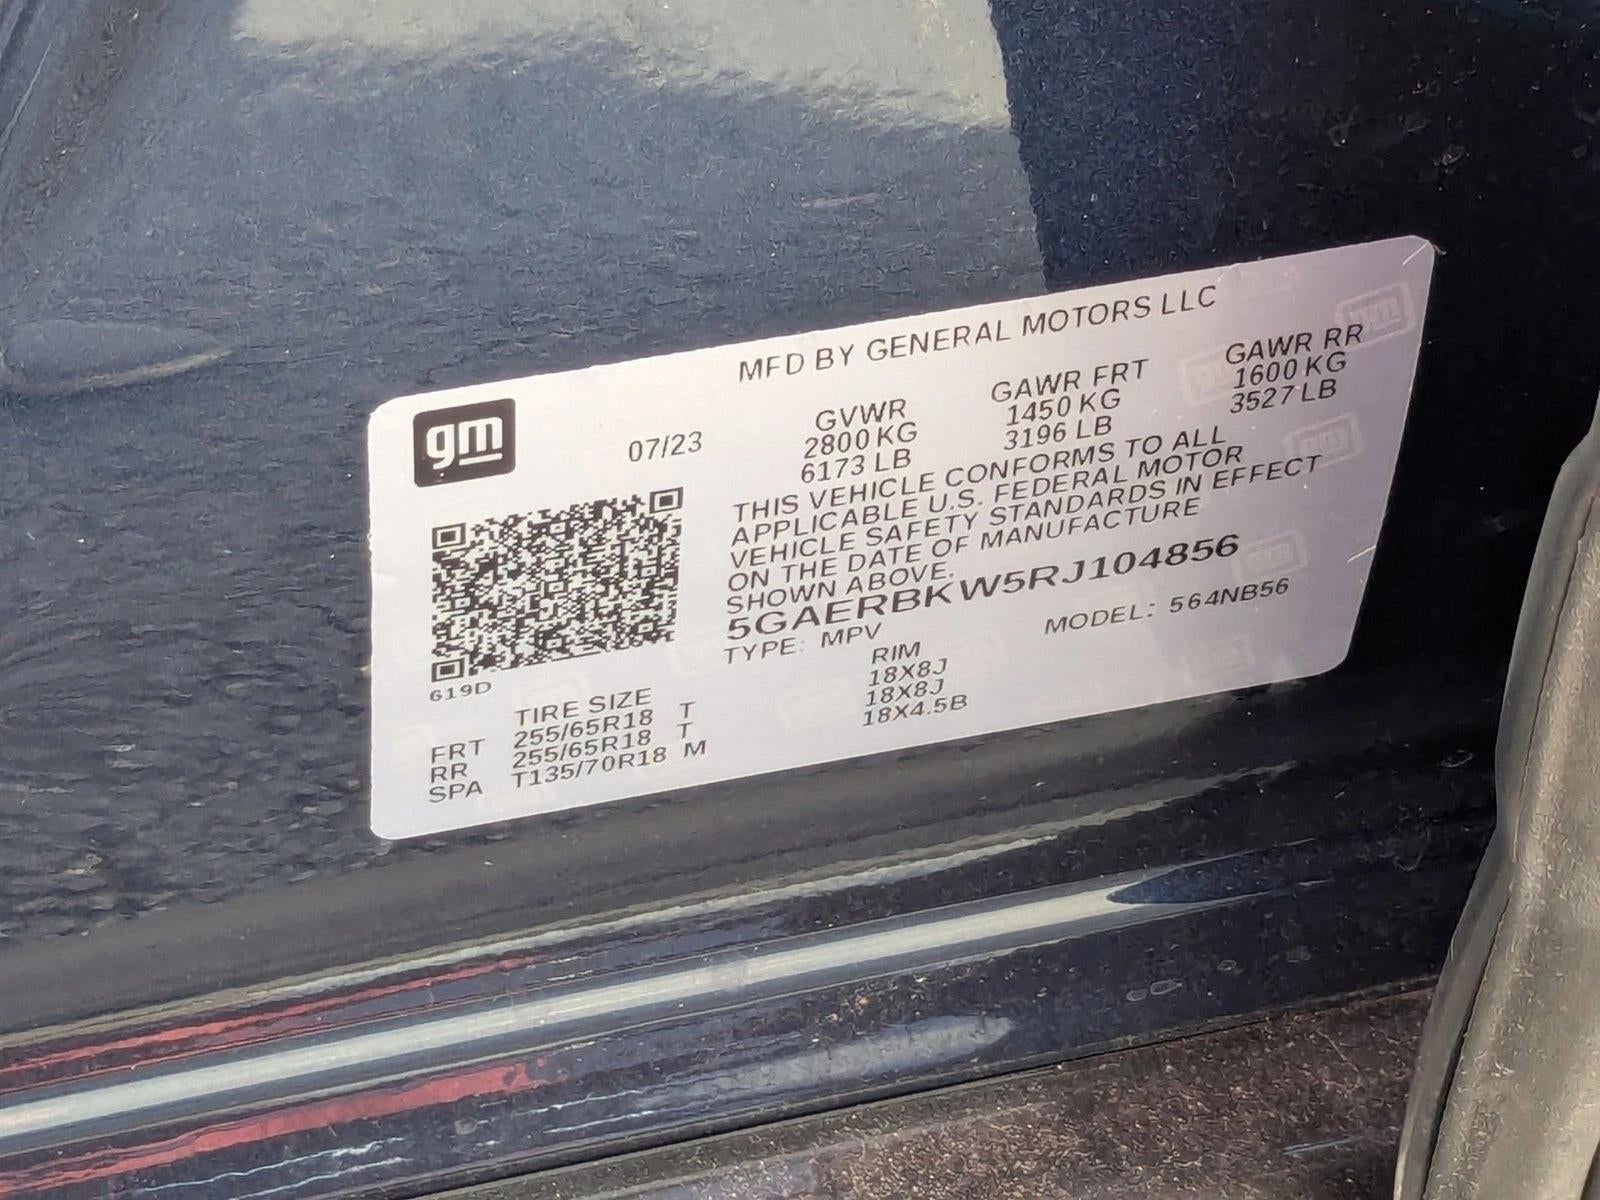 MFD BY GENERAL MOTORS LLC
gm
07/23
GVWR
2800 KG
6173 LB
GAWR FRT
1450 KG
3196 LB
GAWR RR
1600 KG
3527 LB
THIS VEHICLE CONFORMS TO ALL
APPLICABLE U.S. FEDERAL MOTOR
VEHICLE SAFETY STANDARDS IN EFFECT
ON THE DATE OF MANUFACTURE
SHOWN ABOVE.
5GAERBKW5RJ104856
TYPE: MPV
MODEL: 564NB56
619D
TIRE SIZE RIM
FRT 255/65R18 T 18X8J
RR 255/65R18 T 18X8J
SPA T135/70R18 M 18X4.5B